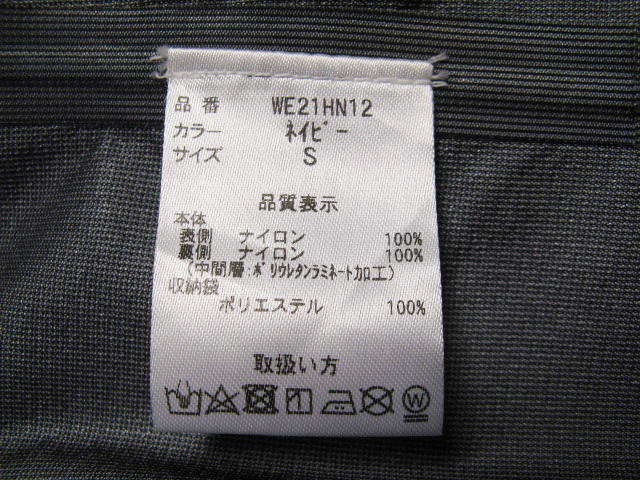 品番 WE21HN12
カラー ﾈｲﾋﾞｰ
サイズ S
品質表示
本体
表側 ナイロン 100%
裏側 ナイロン 100%
(中間層:ﾎﾟﾘｳﾚﾀﾝﾗﾐﾈｰﾄ加工)
収納袋
ポリエステル 100%
取扱い方
W